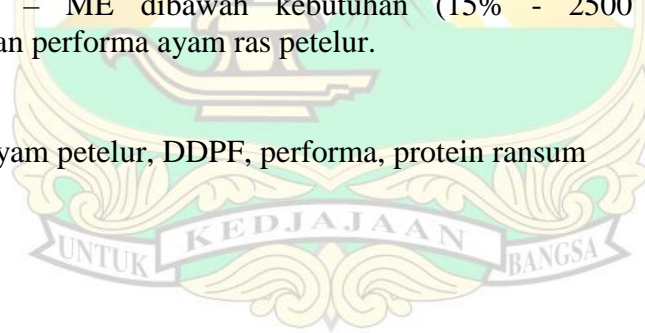 – ME dibawah kebutuhan (15% - 2500
an performa ayam ras petelur.
yam petelur, DDPF, performa, protein ransum
UNTUK KEDJAJAAN BANGSA